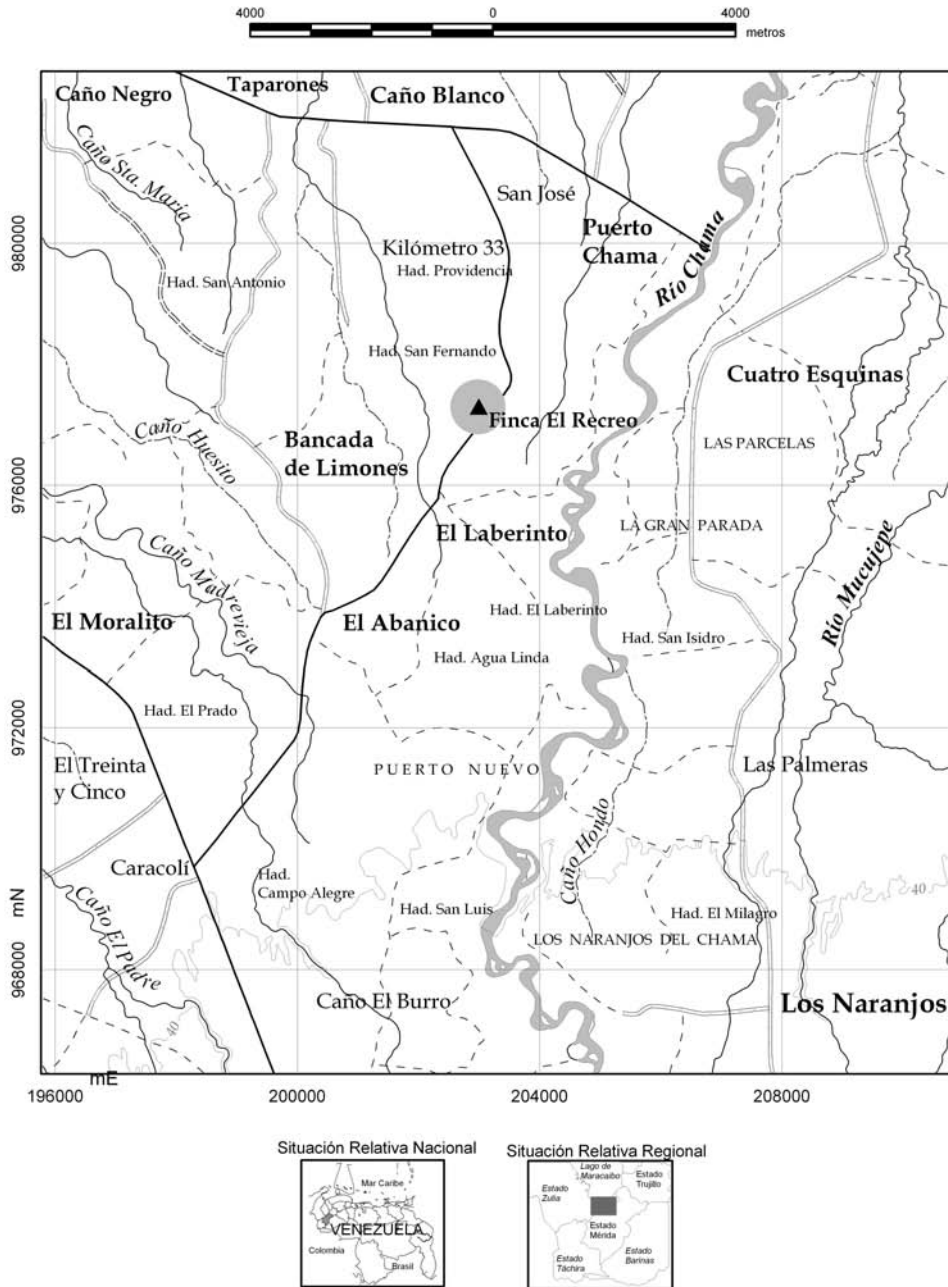 4000
0
4000
metros
Caño Negro
Taparones
Caño Blanco
Caño Sta. Maria
San José
Puerto
Chama
Río Chama
Kilómetro 33
Had. Providencia
Had. San Antonio
Had. San Fernando
Cuatro Esquinas
Finca El Recreo
Caño Huesito
Bancada
de Limones
LAS PARCELAS
El Laberinto
LA GRAN PARADA
Caño Madrevieja
Río Mucujepe
El Moralito
El Abanico
Had. El Laberinto
Had. San Isidro
Had. Agua Linda
Had. El Prado
El Treinta
y Cinco
PUERTO NUEVO
Las Palmeras
Caño Hondo
Caracolí
Had.
Campo Alegre
40
Caño El Padre
Had. San Luis
Had. El Milagro
LOS NARANJOS DEL CHAMA
Caño El Burro
Los Naranjos
40
980000
976000
972000
mN
968000
mE
196000
200000
204000
208000
Situación Relativa Nacional
Mar Caribe
VENEZUELA
Colombia
Brasil
Situación Relativa Regional
Lago de
Maracaibo
Estado
Trujillo
Estado
Zulia
Estado
Mérida
Estado
Táchira
Estado
Barinas